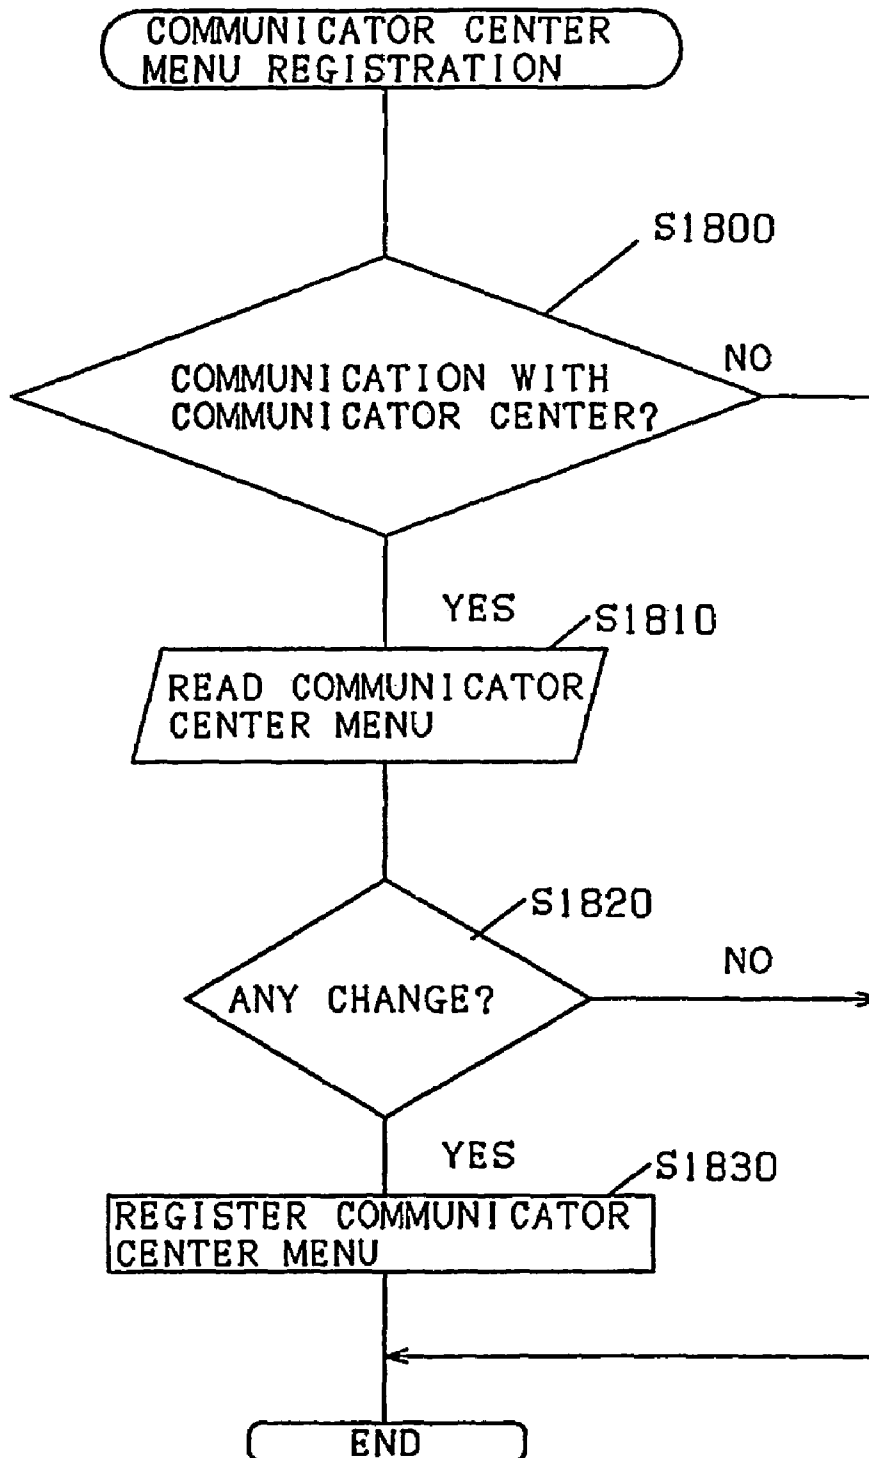 COMMUNICATOR CENTER
MENU REGISTRATION
S1800
NO
COMMUNICATION WITH
COMMUNICATOR CENTER?
YES
S1810
READ COMMUNICATOR
CENTER MENU
S1820
NO
ANY CHANGE?
YES
S1830
REGISTER COMMUNICATOR
CENTER MENU
END